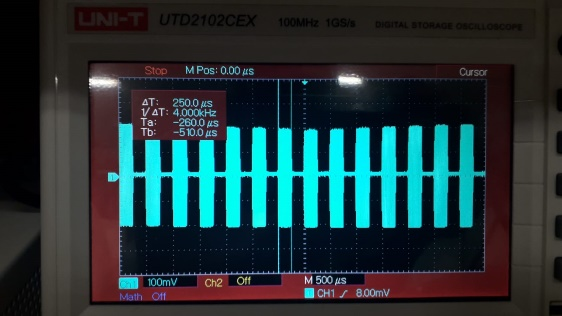 UNI-T UTD2102CEX 100MHz 1GS/s DIGITAL STORAGE OSCILLOSCOPE
Stop M Pos: 0.00 μs Cursor
ΔT: 250.0 μs
1/ΔT: 4.000kHz
Ta: -260.0 μs
Tb: -510.0 μs
1
Ch1 100mV Ch2 Off M 500 μs
Math Off CH1 8.00mV